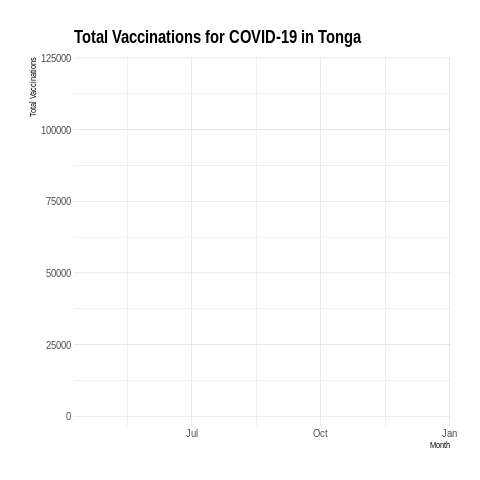 Total Vaccinations for COVID-19 in Tonga
Total Vaccinations
125000
100000
75000
50000
25000
0
Jul Oct Jan
Month